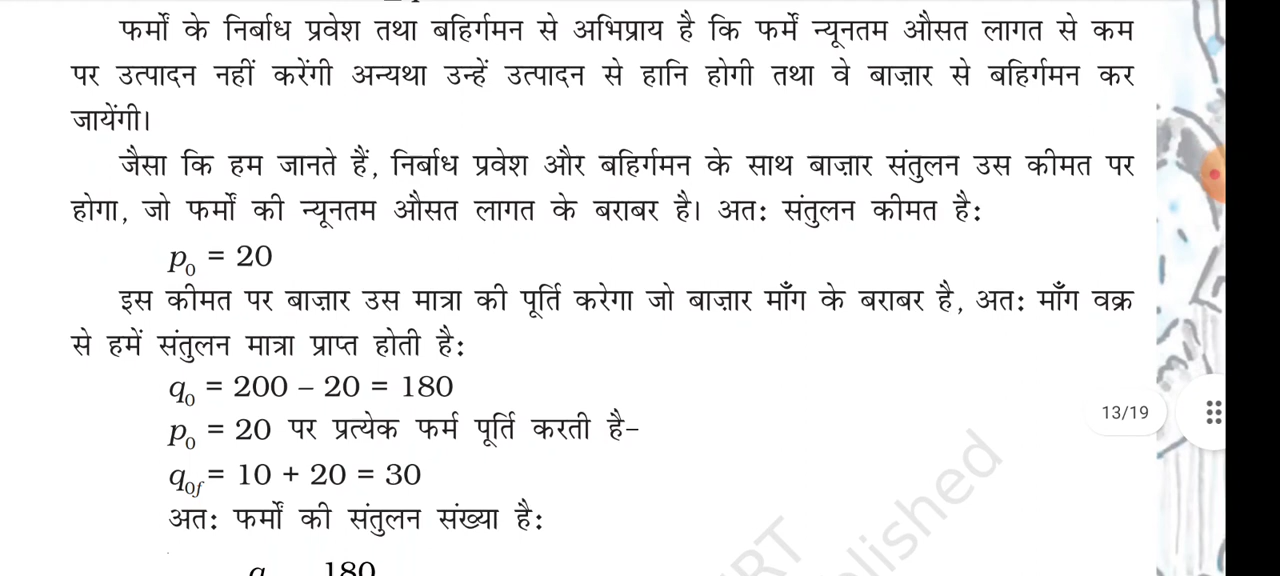 फर्मों के निर्बाध प्रवेश तथा बहिर्गमन से अभिप्राय है कि फर्में न्यूनतम औसत लागत से कम
पर उत्पादन नहीं करेंगी अन्यथा उन्हें उत्पादन से हानि होगी तथा वे बाज़ार से बहिर्गमन कर
जायेंगी।
जैसा कि हम जानते हैं, निर्बाध प्रवेश और बहिर्गमन के साथ बाज़ार संतुलन उस कीमत पर
होगा, जो फर्मों की न्यूनतम औसत लागत के बराबर है। अत: संतुलन कीमत है:
p₀ = 20
इस कीमत पर बाज़ार उस मात्रा की पूर्ति करेगा जो बाज़ार माँग के बराबर है, अत: माँग वक्र
से हमें संतुलन मात्रा प्राप्त होती है:
q₀ = 200 – 20 = 180
13/19
p₀ = 20 पर प्रत्येक फर्म पूर्ति करती है–
q₀f = 10 + 20 = 30
अत: फर्मों की संतुलन संख्या है:
q 180
lished